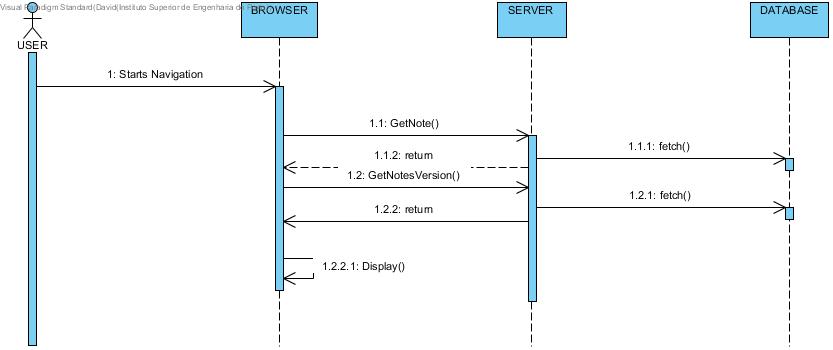 Visual Paradigm Standard(David(Instituto Superior de Engenharia de
BROWSER
SERVER
DATABASE
USER
1: Starts Navigation
1.1: GetNote()
1.1.1: fetch()
1.1.2: return
1.2: GetNotesVersion()
1.2.1: fetch()
1.2.2: return
1.2.2.1: Display()